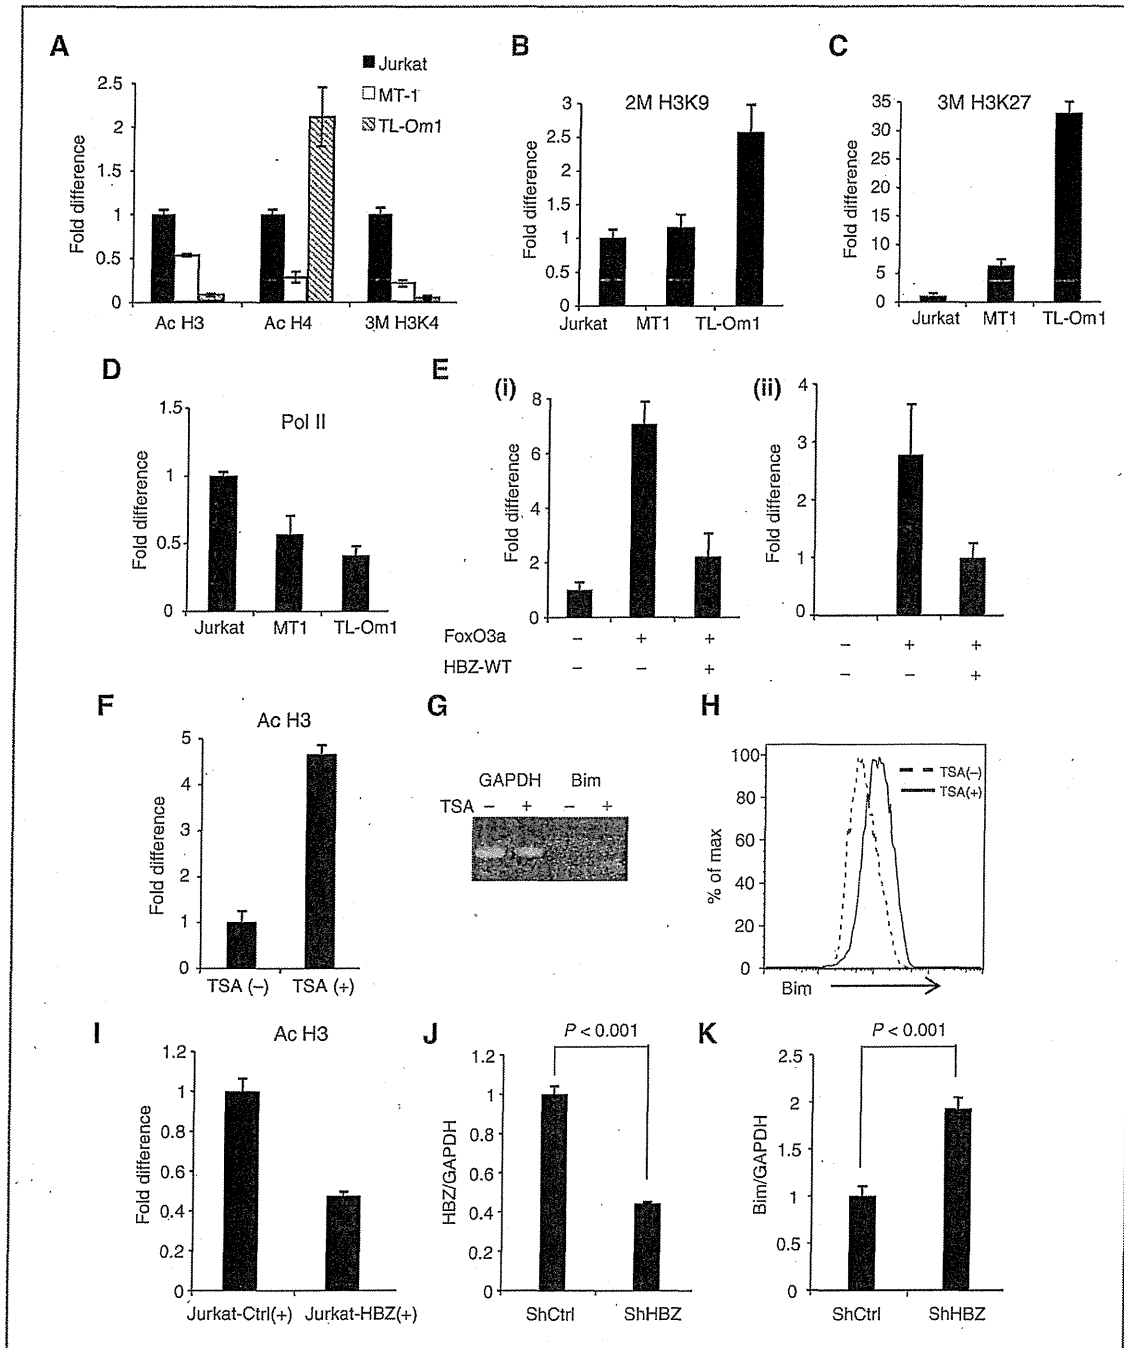 A
Jurkat
MT-1
TL-Om1
Fold difference
2.5
2
1.5
1
0.5
0
Ac H3 Ac H4 3M H3K4
B
2M H3K9
Fold difference
3
2.5
2
1.5
1
0.5
0
Jurkat MT1 TL-Om1
C
3M H3K27
Fold difference
35
30
25
20
15
10
5
0
Jurkat MT1 TL-Om1
D
Pol II
Fold difference
1.5
1
0.5
0
Jurkat MT1 TL-Om1
E
(i)
Fold difference
8
6
4
2
0
FoxO3a – + +
HBZ-WT – – +
(ii)
Fold difference
4
3
2
1
0
– + +
– – +
F
Ac H3
Fold difference
5
4
3
2
1
0
TSA (–) TSA (+)
G
GAPDH Bim
TSA – + – +
H
% of max
100
80
60
40
20
0
TSA(–)
TSA(+)
Bim
I
Ac H3
Fold difference
1.2
1
0.8
0.6
0.4
0.2
0
Jurkat-Ctrl(+) Jurkat-HBZ(+)
J
P < 0.001
HBZ/GAPDH
1.2
1
0.8
0.6
0.4
0.2
0
ShCtrl ShHBZ
K
P < 0.001
Bim/GAPDH
2.5
2
1.5
1
0.5
0
ShCtrl ShHBZ